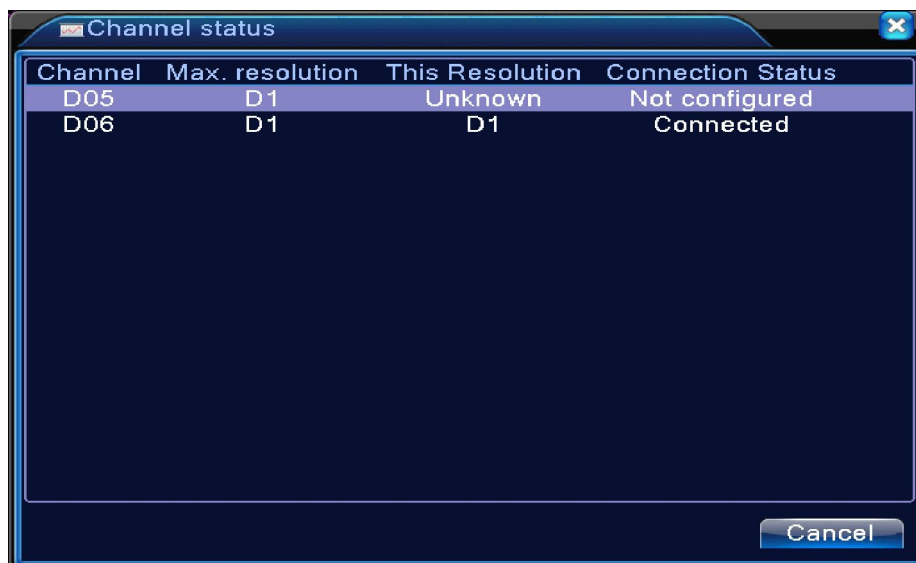 Channel status
Channel Max. resolution This Resolution Connection Status
D05 D1 Unknown Not configured
D06 D1 D1 Connected
Cancel